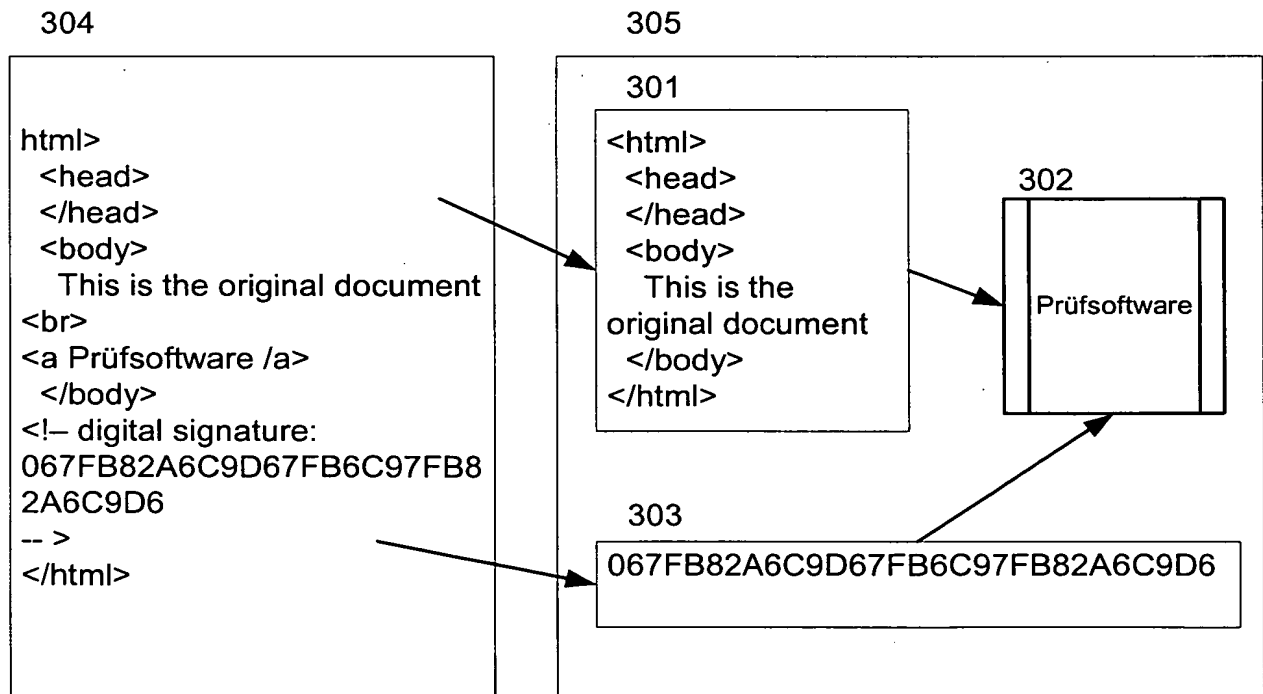 304
html>
<head>
</head>
<body>
This is the original document
<br>
<a Prüfsoftware /a>
</body>
<!– digital signature:
067FB82A6C9D67FB6C97FB8
2A6C9D6
-- >
</html>
305
301
<html>
<head>
</head>
<body>
This is the
original document
</body>
</html>
302
Prüfsoftware
303
067FB82A6C9D67FB6C97FB82A6C9D6